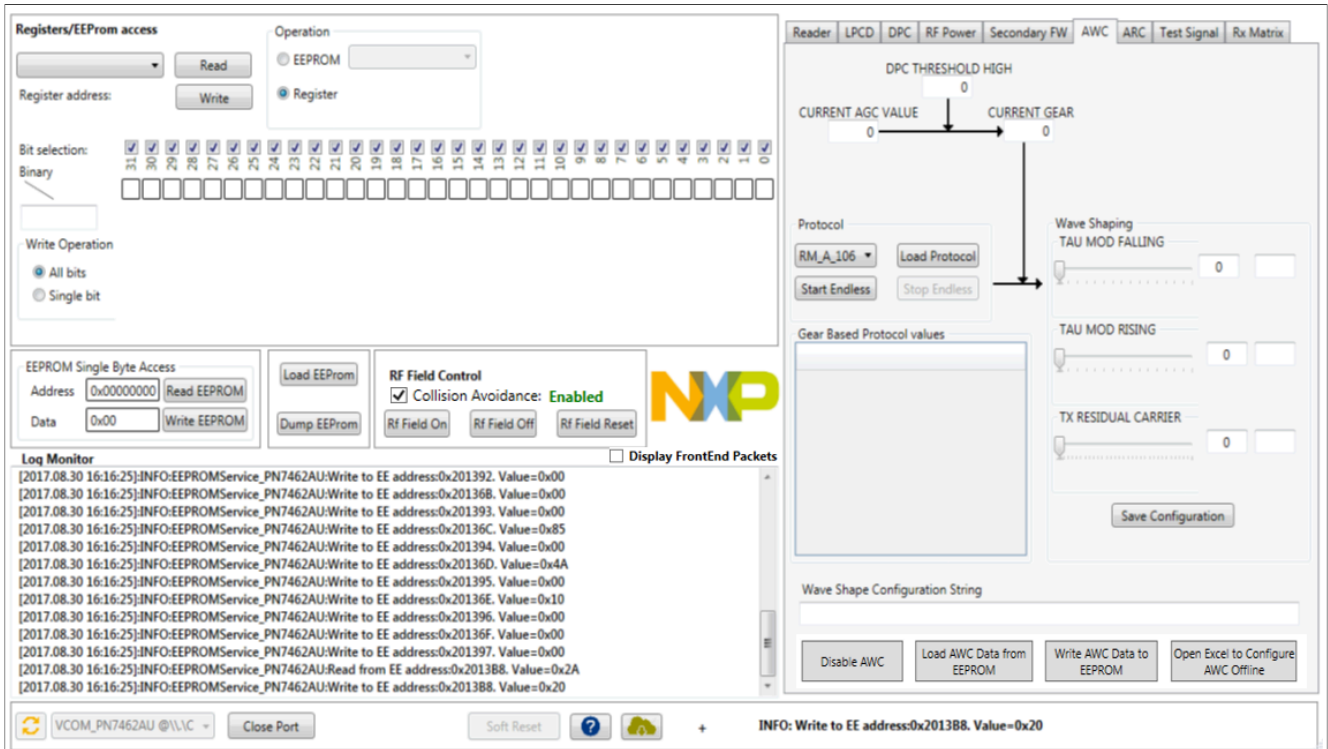 Registers/EEProm access
Operation
Read
EEPROM
Register address:
Write
Register
Bit selection:
31 30 29 28 27 26 25 24 23 22 21 20 19 18 17 16 15 14 13 12 11 10 9 8 7 6 5 4 3 2 1 0
Binary
Write Operation
All bits
Single bit
EEPROM Single Byte Access
Address 0x00000000 Read EEPROM
Data 0x00 Write EEPROM
Load EEProm
Dump EEProm
RF Field Control
Collision Avoidance: Enabled
Rf Field On Rf Field Off Rf Field Reset
NXP
Log Monitor
Display FrontEnd Packets
[2017.08.30 16:16:25]:INFO:EEPROMService_PN7462AU:Write to EE address:0x201392. Value=0x00
[2017.08.30 16:16:25]:INFO:EEPROMService_PN7462AU:Write to EE address:0x20136B. Value=0x00
[2017.08.30 16:16:25]:INFO:EEPROMService_PN7462AU:Write to EE address:0x201393. Value=0x00
[2017.08.30 16:16:25]:INFO:EEPROMService_PN7462AU:Write to EE address:0x20136C. Value=0x85
[2017.08.30 16:16:25]:INFO:EEPROMService_PN7462AU:Write to EE address:0x201394. Value=0x00
[2017.08.30 16:16:25]:INFO:EEPROMService_PN7462AU:Write to EE address:0x20136D. Value=0x4A
[2017.08.30 16:16:25]:INFO:EEPROMService_PN7462AU:Write to EE address:0x201395. Value=0x00
[2017.08.30 16:16:25]:INFO:EEPROMService_PN7462AU:Write to EE address:0x20136E. Value=0x10
[2017.08.30 16:16:25]:INFO:EEPROMService_PN7462AU:Write to EE address:0x201396. Value=0x00
[2017.08.30 16:16:25]:INFO:EEPROMService_PN7462AU:Write to EE address:0x20136F. Value=0x00
[2017.08.30 16:16:25]:INFO:EEPROMService_PN7462AU:Write to EE address:0x201397. Value=0x00
[2017.08.30 16:16:25]:INFO:EEPROMService_PN7462AU:Read from EE address:0x2013B8. Value=0x2A
[2017.08.30 16:16:25]:INFO:EEPROMService_PN7462AU:Write to EE address:0x2013B8. Value=0x20
Reader LPCD DPC RF Power Secondary FW AWC ARC Test Signal Rx Matrix
DPC THRESHOLD HIGH
0
CURRENT AGC VALUE CURRENT GEAR
0 0
Protocol
RM_A_106 Load Protocol
Start Endless Stop Endless
Gear Based Protocol values
Wave Shaping
TAU MOD FALLING
0
TAU MOD RISING
0
TX RESIDUAL CARRIER
0
Save Configuration
Wave Shape Configuration String
Disable AWC
Load AWC Data from
EEPROM
Write AWC Data to
EEPROM
Open Excel to Configure
AWC Offline
VCOM_PN7462AU @\\.\C Close Port Soft Reset ? + INFO: Write to EE address:0x2013B8. Value=0x20